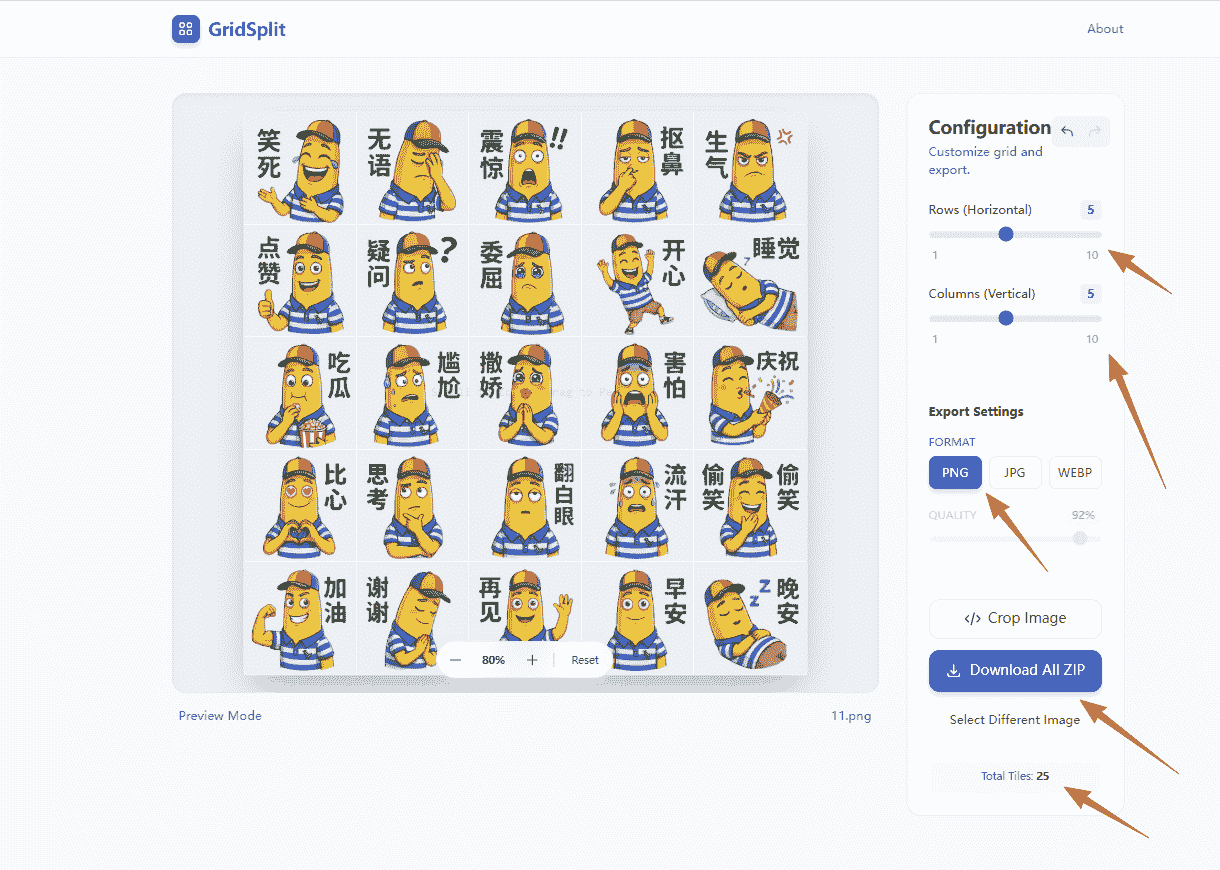 GridSplit
About
笑死
无语
震惊
!!
抠鼻
生气
点赞
疑问
?
委屈
开心
睡觉
z
吃瓜
尴尬
撒娇
害怕
庆祝
比心
思考
翻白眼
流汗
偷笑
偷笑
加油
谢谢
再见
早安
晚安
z z
80%
Reset
Preview Mode
11.png
Configuration
Customize grid and
export.
Rows (Horizontal) 5
1 10
Columns (Vertical) 5
1 10
Export Settings
FORMAT
PNG JPG WEBP
QUALITY 92%
</> Crop Image
Download All ZIP
Select Different Image
Total Tiles: 25